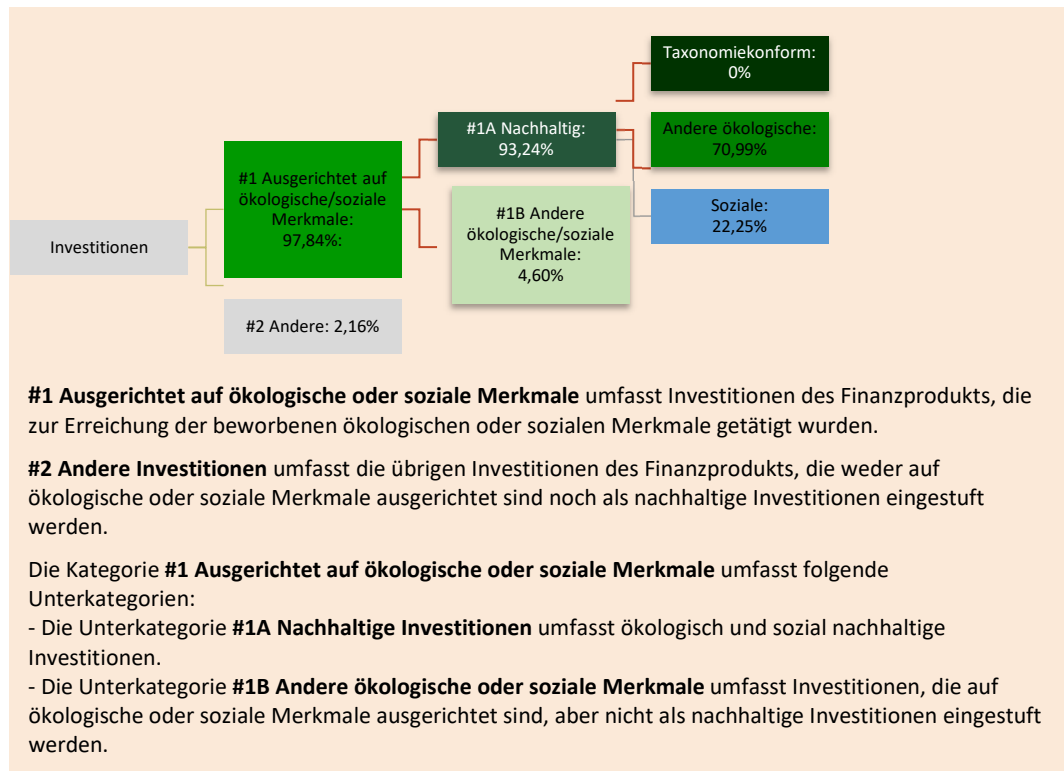 Taxonomiekonform:
0%
#1A Nachhaltig:
93,24%
Andere ökologische:
70,99%
#1 Ausgerichtet auf
ökologische/soziale
Merkmale:
97,84%:
Soziale:
22,25%
#1B Andere
ökologische/soziale
Merkmale:
4,60%
Investitionen
#2 Andere: 2,16%
#1 Ausgerichtet auf ökologische oder soziale Merkmale umfasst Investitionen des Finanzprodukts, die
zur Erreichung der beworbenen ökologischen oder sozialen Merkmale getätigt wurden.
#2 Andere Investitionen umfasst die übrigen Investitionen des Finanzprodukts, die weder auf
ökologische oder soziale Merkmale ausgerichtet sind noch als nachhaltige Investitionen eingestuft
werden.
Die Kategorie #1 Ausgerichtet auf ökologische oder soziale Merkmale umfasst folgende
Unterkategorien:
- Die Unterkategorie #1A Nachhaltige Investitionen umfasst ökologisch und sozial nachhaltige
Investitionen.
- Die Unterkategorie #1B Andere ökologische oder soziale Merkmale umfasst Investitionen, die auf
ökologische oder soziale Merkmale ausgerichtet sind, aber nicht als nachhaltige Investitionen eingestuft
werden.